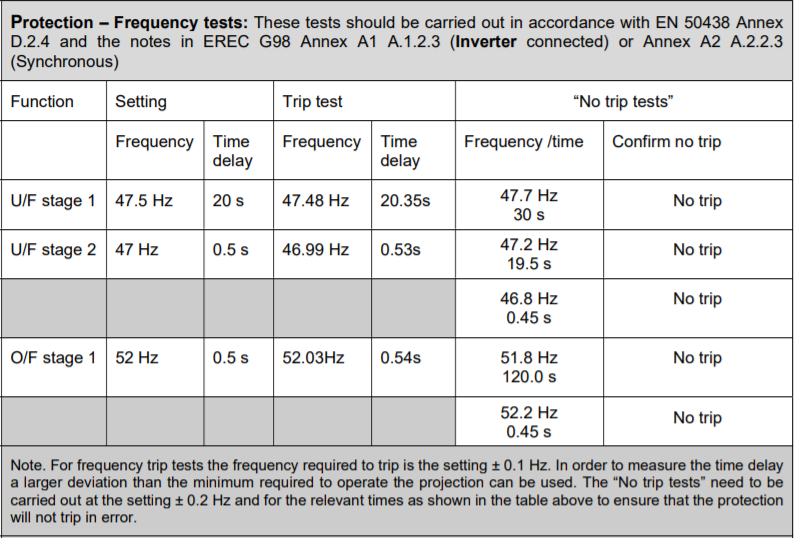 Protection – Frequency tests: These tests should be carried out in accordance with EN 50438 Annex
D.2.4 and the notes in EREC G98 Annex A1 A.1.2.3 (Inverter connected) or Annex A2 A.2.2.3
(Synchronous)
Function Setting Trip test “No trip tests”
Frequency Time delay Frequency Time delay Frequency /time Confirm no trip
U/F stage 1 47.5 Hz 20 s 47.48 Hz 20.35s 47.7 Hz 30 s No trip
U/F stage 2 47 Hz 0.5 s 46.99 Hz 0.53s 47.2 Hz 19.5 s No trip
46.8 Hz 0.45 s No trip
O/F stage 1 52 Hz 0.5 s 52.03Hz 0.54s 51.8 Hz 120.0 s No trip
52.2 Hz 0.45 s No trip
Note. For frequency trip tests the frequency required to trip is the setting ± 0.1 Hz. In order to measure the time delay
a larger deviation than the minimum required to operate the projection can be used. The “No trip tests” need to be
carried out at the setting ± 0.2 Hz and for the relevant times as shown in the table above to ensure that the protection
will not trip in error.